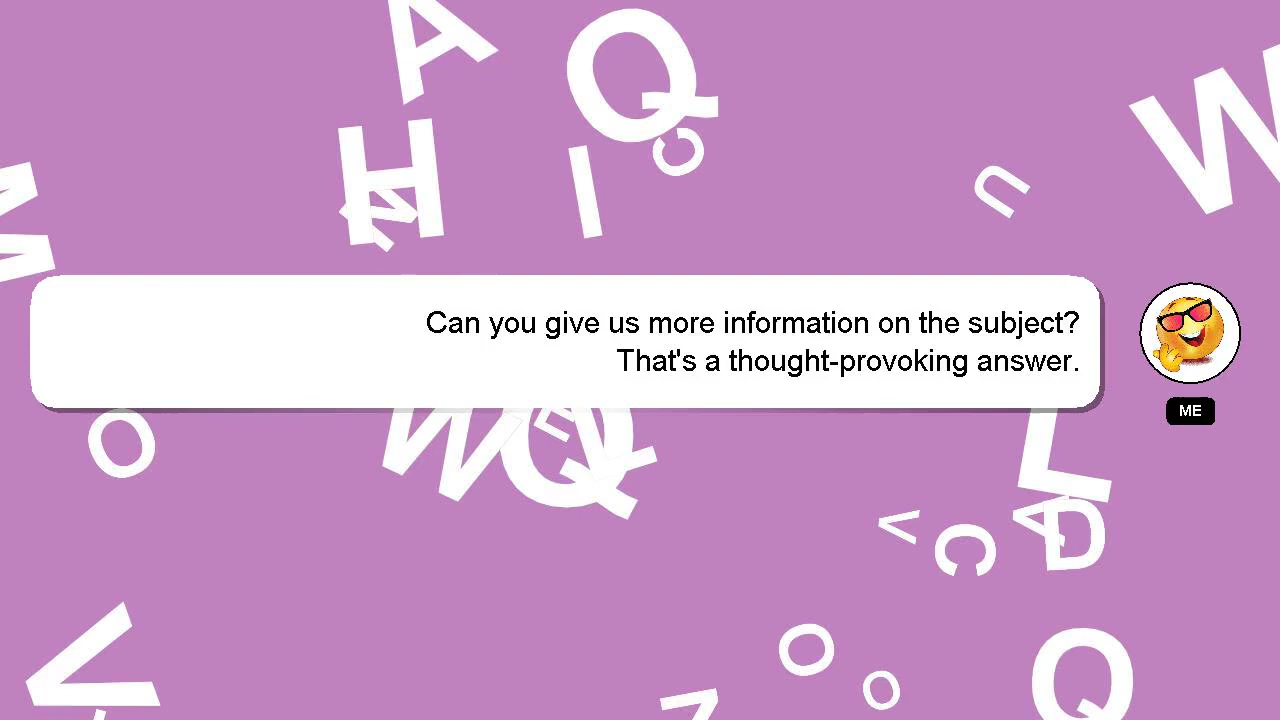 Can you give us more information on the subject?
That's a thought-provoking answer.
ME
A
Q
W
H
I
C
U
M
O
W
Q
E
L
V
C
A
D
V
O
O
Q